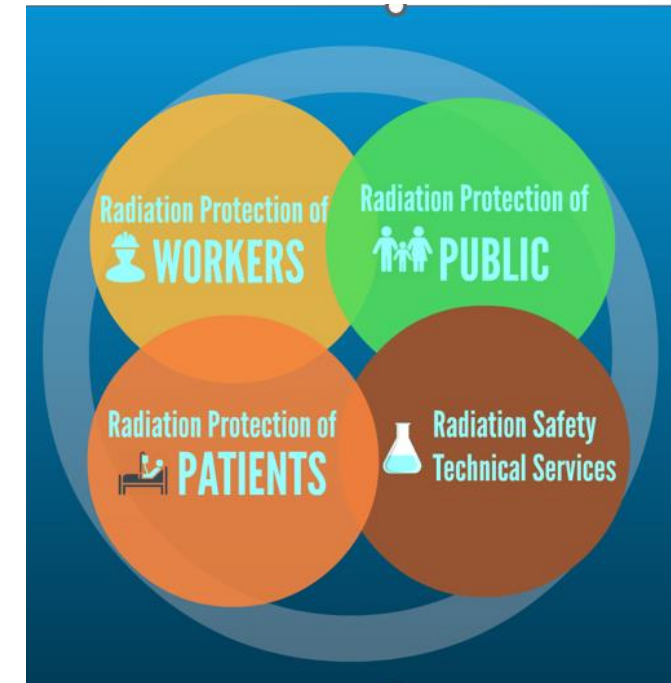 Radiation Protection of
WORKERS
Radiation Protection of
PUBLIC
Radiation Protection of
PATIENTS
Radiation Safety
Technical Services